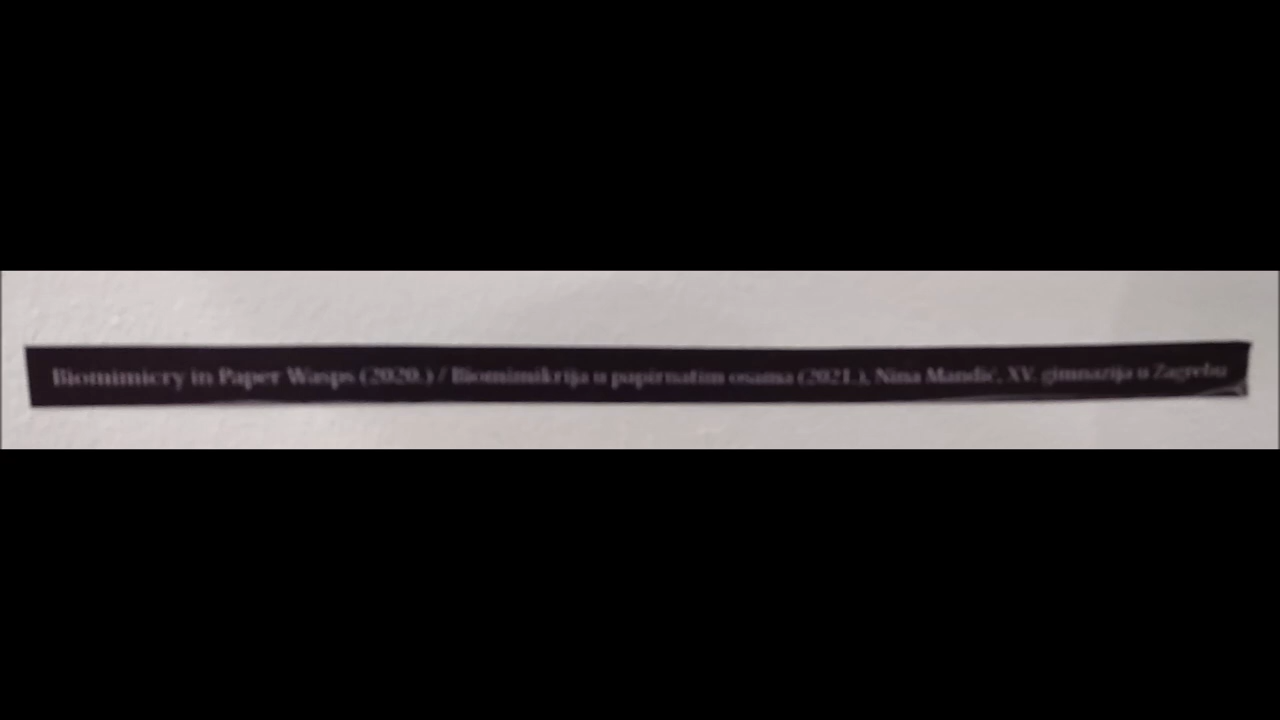 Biomimicry in Paper Wasps (2020.) / Biomimikrija u papirnatim osama (2021.), Nina Mandić, XV. gimnazija u Zagrebu